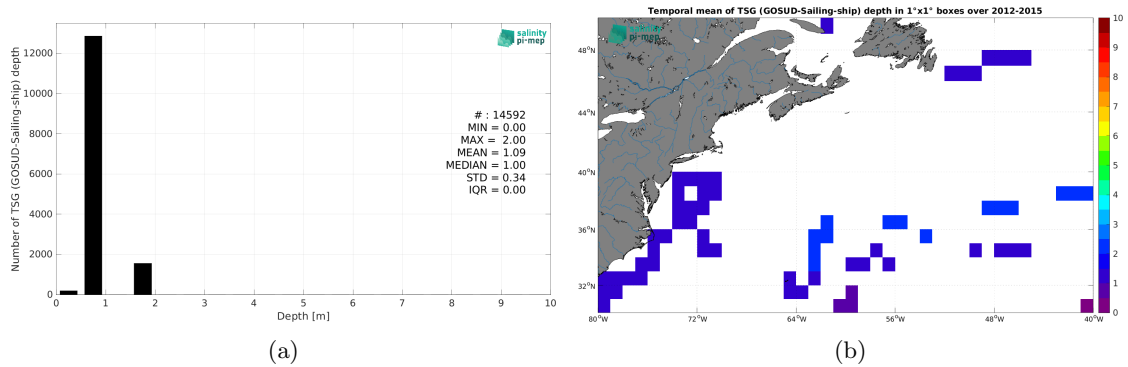 salinity
pi-mep
# : 14592
MIN = 0.00
MAX = 2.00
MEAN = 1.09
MEDIAN = 1.00
STD = 0.34
IQR = 0.00
Number of TSG (GOSUD-Sailing-ship) depth
12000
10000
8000
6000
4000
2000
0
0 1 2 3 4 5 6 7 8 9 10
Depth [m]
(a)
Temporal mean of TSG (GOSUD-Sailing-ship) depth in 1°x1° boxes over 2012-2015
salinity
pi-mep
48°N
44°N
40°N
36°N
32°N
80°W 72°W 64°W 56°W 48°W 40°W
10
9
8
7
6
5
4
3
2
1
0
(b)